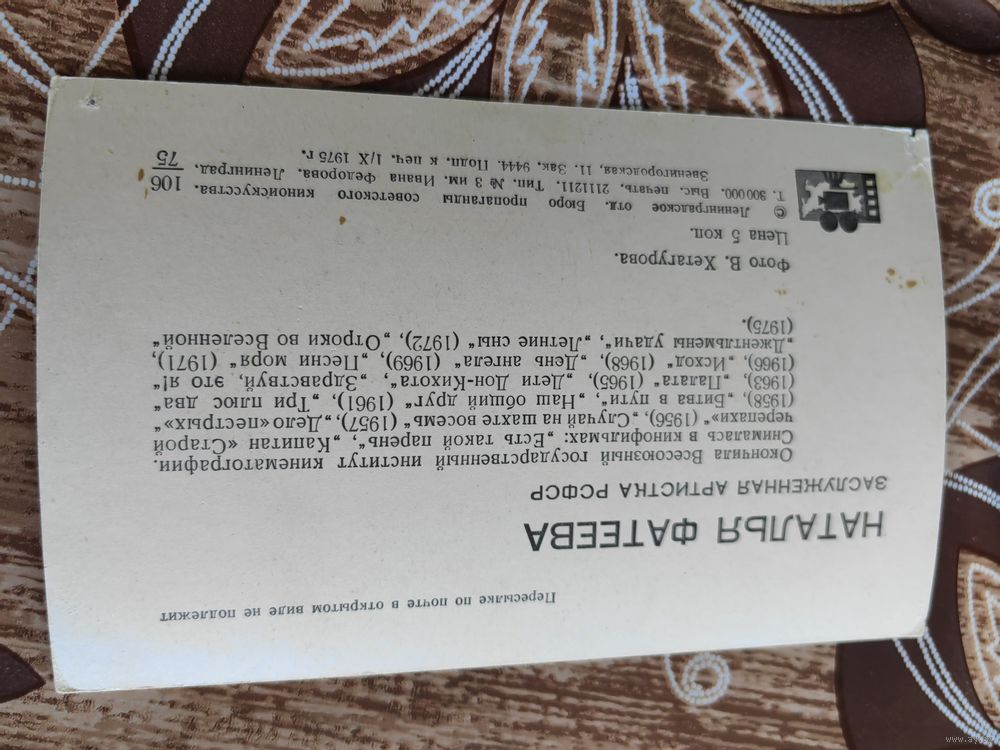 Пересылке по почте в открытом виде не подлежит
НАТАЛЬЯ ФАТЕЕВА
ЗАСЛУЖЕННАЯ АРТИСТКА РСФСР
Окончила Всесоюзный государственный институт кинематографии.
Снималась в кинофильмах: „Есть такой парень“, „Капитан «Старой
черепахи»“ (1956), „Случай на шахте восемь“ (1957), „Дело «пестрых»“
(1958), „Битва в пути“, „Наш общий друг“ (1961), „Три плюс два“
(1963), „Палата“ (1965), „Дети Дон-Кихота“, „Здравствуй, это я!“
(1966), „Исход“ (1968), „День ангела“ (1969), „Песни моря“ (1971),
„Джентльмены удачи“, „Летние сны“ (1972), „Отроки во Вселенной“
(1975).
Фото В. Хетагурова.
Цена 5 коп.
© Ленинградское отд. Бюро пропаганды советского киноискусства.
Т. 300 000. Выс. печать. 211Д211. Тип. № 3 им. Ивана Федорова. Ленинград,
Звенигородская, 11. Зак. 9444. Подп. к печ. 1/X 1975 г.
106
75